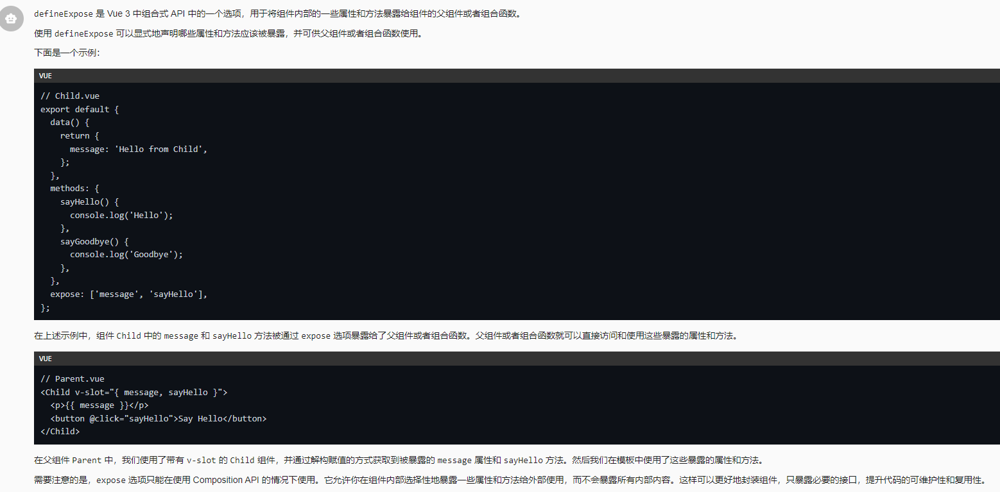 defineExpose 是 Vue 3 中组合式 API 中的一个选项，用于将组件内部的一些属性和方法暴露给组件的父组件或者组合函数。
使用 defineExpose 可以显式地声明哪些属性和方法应该被暴露，并可供父组件或者组合函数使用。
下面是一个示例：
VUE
// Child.vue
export default {
  data() {
    return {
      message: 'Hello from Child',
    };
  },
  methods: {
    sayHello() {
      console.log('Hello');
    },
    sayGoodbye() {
      console.log('Goodbye');
    },
  },
  expose: ['message', 'sayHello'],
};
在上述示例中，组件 Child 中的 message 和 sayHello 方法被通过 expose 选项暴露给了父组件或者组合函数。父组件或者组合函数就可以直接访问和使用这些暴露的属性和方法。
VUE
// Parent.vue
<Child v-slot="{ message, sayHello }">
  <p>{{ message }}</p>
  <button @click="sayHello">Say Hello</button>
</Child>
在父组件 Parent 中，我们使用了带有 v-slot 的 Child 组件，并通过解构赋值的方式获取到被暴露的 message 属性和 sayHello 方法。然后我们在模板中使用了这些暴露的属性和方法。
需要注意的是，expose 选项只能在使用 Composition API 的情况下使用。它允许你在组件内部选择性地暴露一些属性和方法给外部使用，而不会暴露所有内部内容。这样可以更好地封装组件，只暴露必要的接口，提升代码的可维护性和复用性。